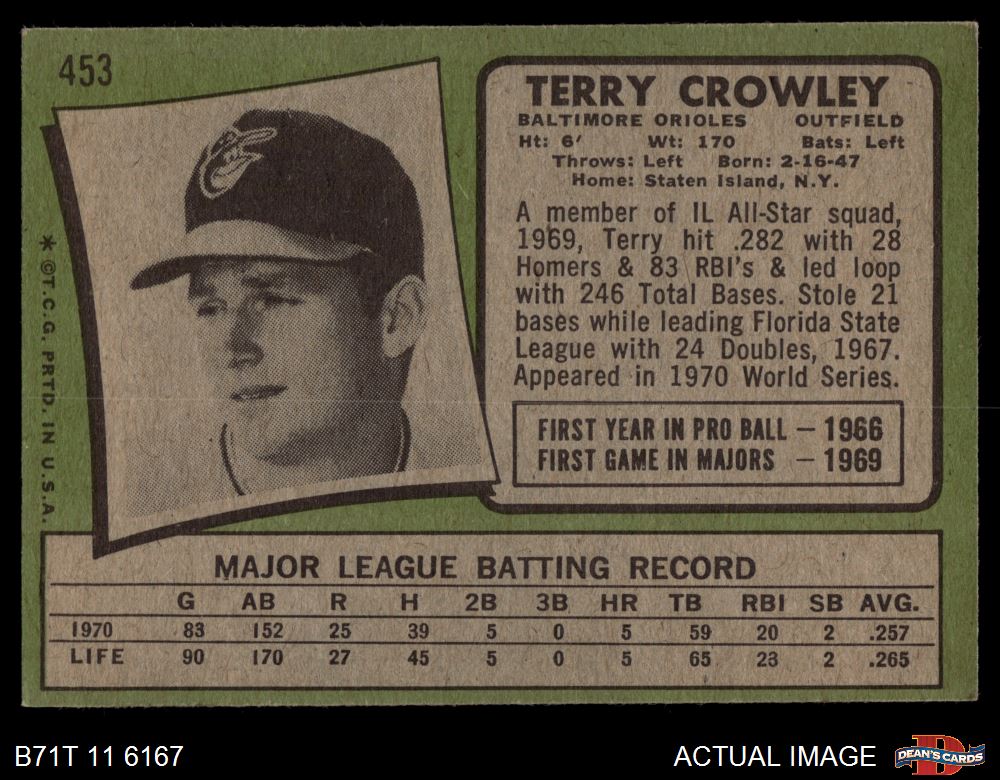 453
TERRY CROWLEY
BALTIMORE ORIOLES OUTFIELD
Ht: 6' Wt: 170 Bats: Left
Throws: Left Born: 2-16-47
Home: Staten Island, N.Y.
A member of IL All-Star squad,
1969, Terry hit .282 with 28
Homers & 83 RBI's & led loop
with 246 Total Bases. Stole 21
bases while leading Florida State
League with 24 Doubles, 1967.
Appeared in 1970 World Series.
FIRST YEAR IN PRO BALL – 1966
FIRST GAME IN MAJORS – 1969
* ©T.C.G. PRTD. IN U.S.A.
MAJOR LEAGUE BATTING RECORD
G AB R H 2B 3B HR TB RBI SB AVG.
1970 83 152 25 39 5 0 5 59 20 2 .257
LIFE 90 170 27 45 5 0 5 65 23 2 .265
B71T 11 6167
ACTUAL IMAGE
DEAN'S CARDS